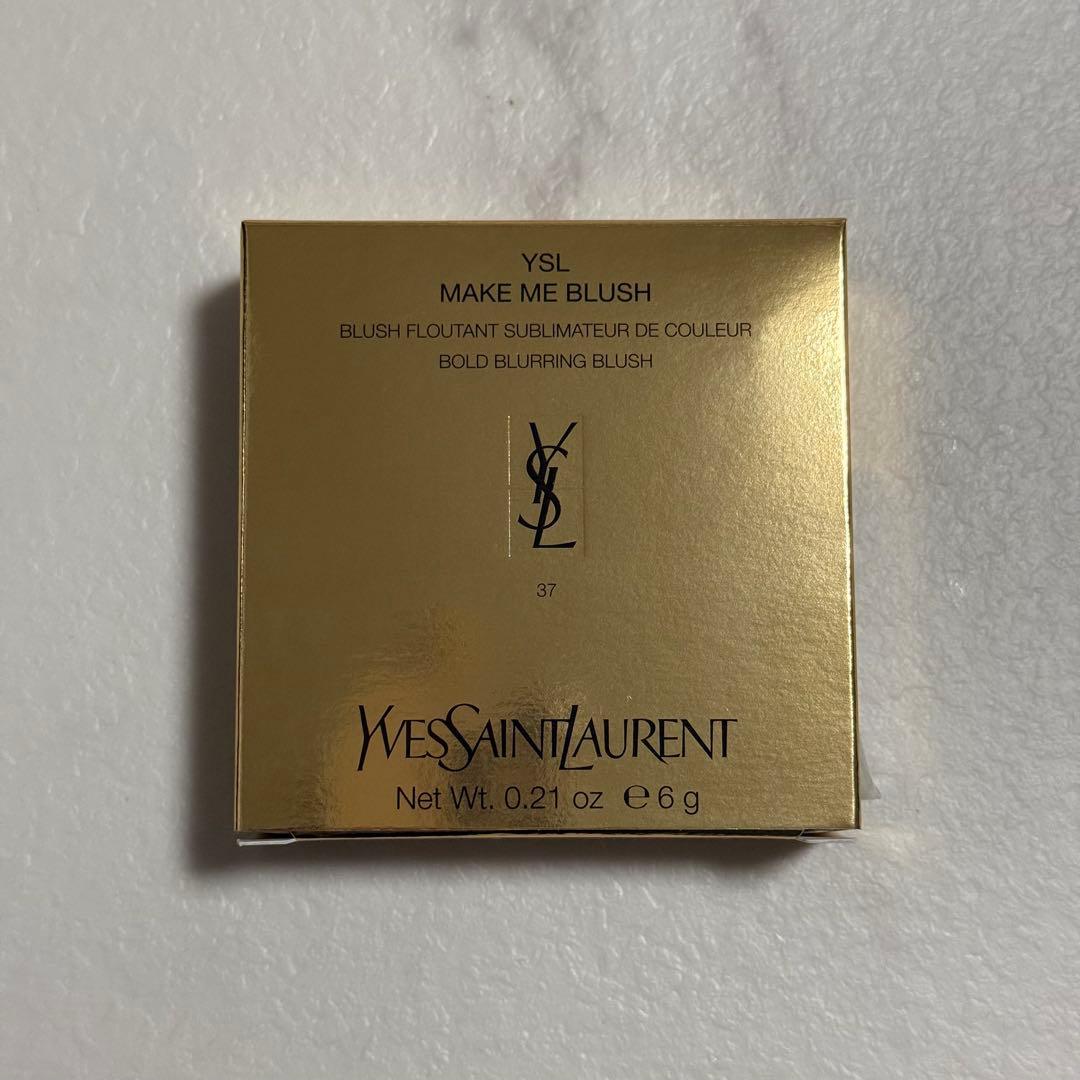 YSL
MAKE ME BLUSH
BLUSH FLOUTANT SUBLIMATEUR DE COULEUR
BOLD BLURRING BLUSH
YSL
37
YVESSAINTLAURENT
Net Wt. 0.21 oz ℮ 6 g